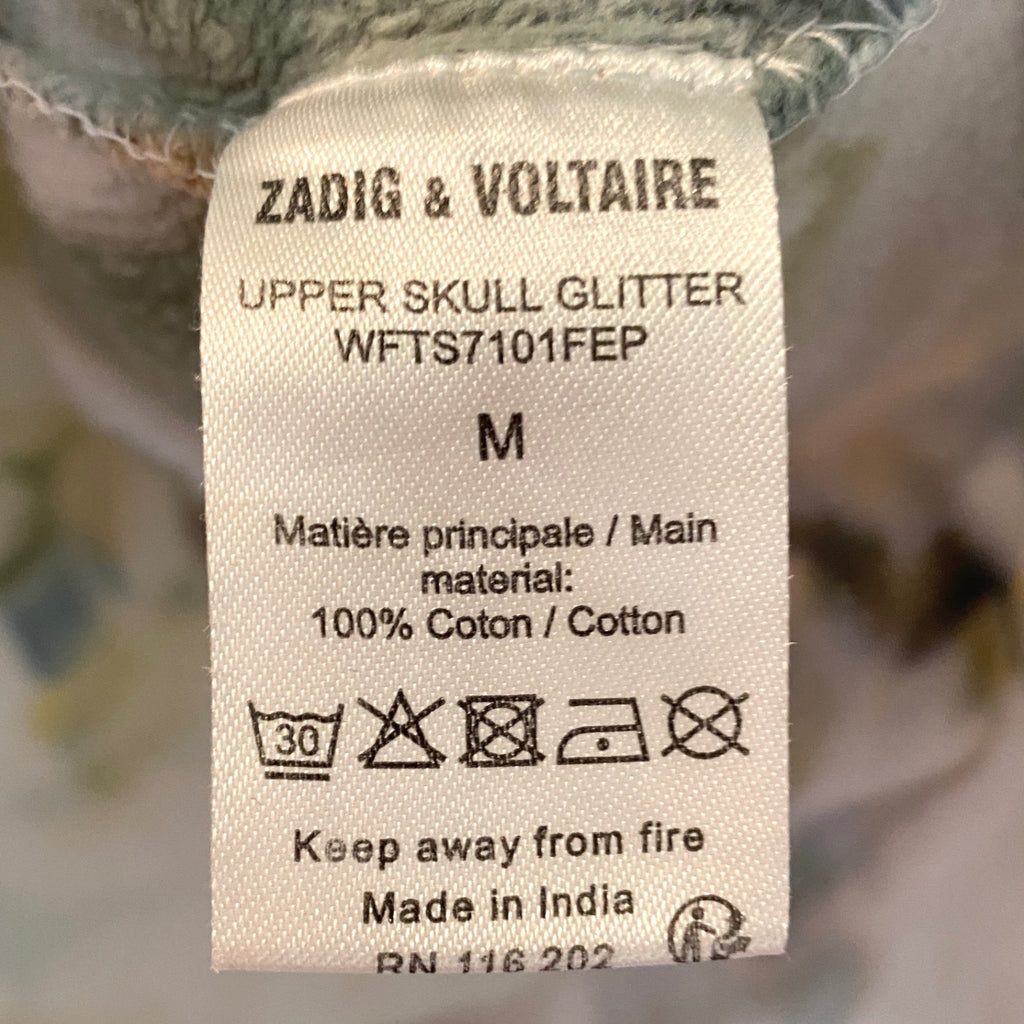 ZADIG & VOLTAIRE
UPPER SKULL GLITTER
WFTS7101FEP
M
Matière principale / Main
material:
100% Coton / Cotton
30
Keep away from fire
Made in India
RN 116 202